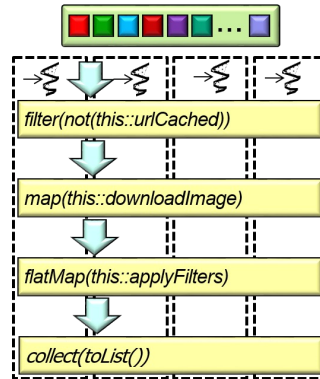 ...
filter(not(this::urlCached))
map(this::downloadImage)
flatMap(this::applyFilters)
collect(toList())